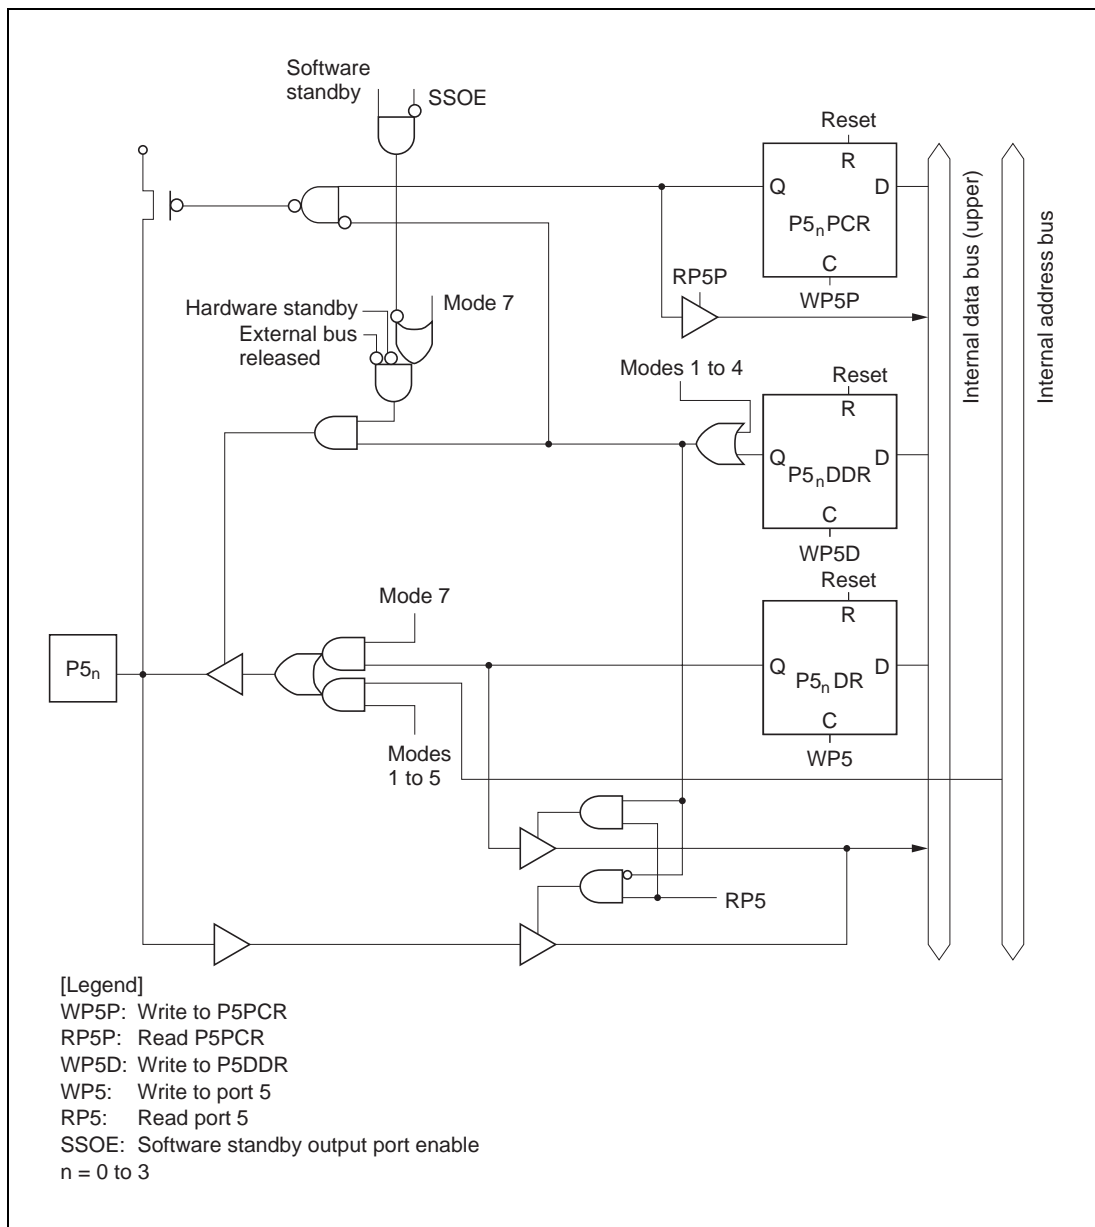 Software
standby
SSOE
Reset
R
Q
D
P5nPCR
C
WP5P
RP5P
Hardware standby
Mode 7
External bus
released
Modes 1 to 4
Reset
R
Q
D
P5nDDR
C
WP5D
Internal data bus (upper)
Internal address bus
Mode 7
Reset
R
P5n
Q
D
P5n DR
C
WP5
Modes
1 to 5
RP5
[Legend]
WP5P: Write to P5PCR
RP5P: Read P5PCR
WP5D: Write to P5DDR
WP5: Write to port 5
RP5: Read port 5
SSOE: Software standby output port enable
n = 0 to 3